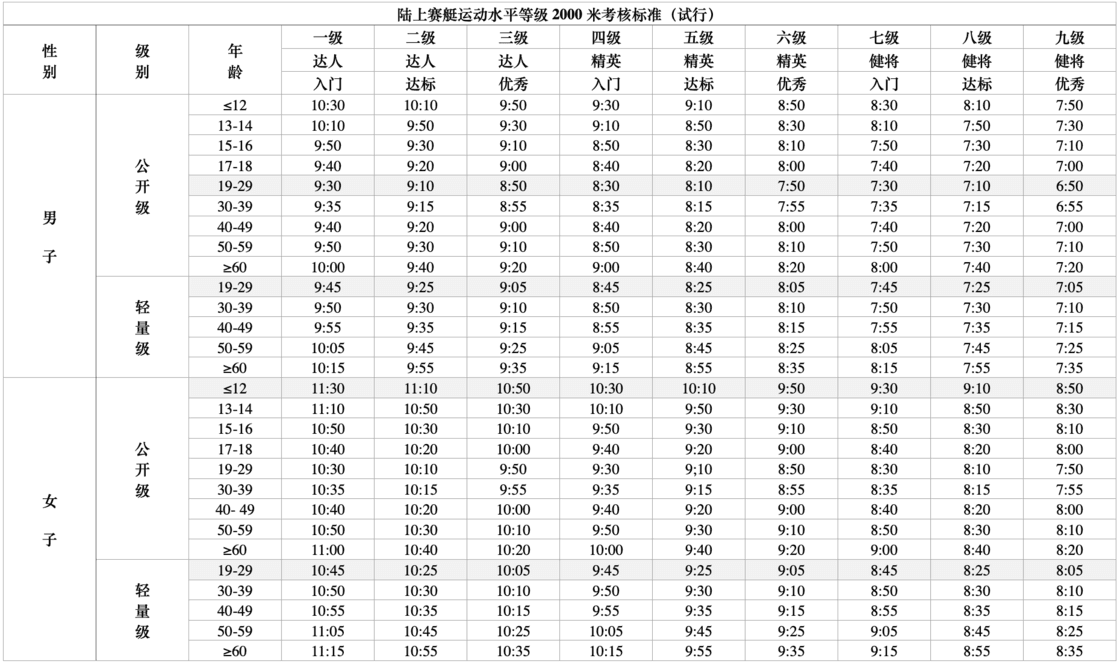 陆上赛艇运动水平等级 2000 米考核标准（试行）
性别 级别 年龄 一级 二级 三级 四级 五级 六级 七级 八级 九级
达人 达人 达人 精英 精英 精英 健将 健将 健将
入门 达标 优秀 入门 达标 优秀 入门 达标 优秀
男子 公开级 ≤12 10:30 10:10 9:50 9:30 9:10 8:50 8:30 8:10 7:50
13-14 10:10 9:50 9:30 9:10 8:50 8:30 8:10 7:50 7:30
15-16 9:50 9:30 9:10 8:50 8:30 8:10 7:50 7:30 7:10
17-18 9:40 9:20 9:00 8:40 8:20 8:00 7:40 7:20 7:00
19-29 9:30 9:10 8:50 8:30 8:10 7:50 7:30 7:10 6:50
30-39 9:35 9:15 8:55 8:35 8:15 7:55 7:35 7:15 6:55
40-49 9:40 9:20 9:00 8:40 8:20 8:00 7:40 7:20 7:00
50-59 9:50 9:30 9:10 8:50 8:30 8:10 7:50 7:30 7:10
≥60 10:00 9:40 9:20 9:00 8:40 8:20 8:00 7:40 7:20
轻量级 19-29 9:45 9:25 9:05 8:45 8:25 8:05 7:45 7:25 7:05
30-39 9:50 9:30 9:10 8:50 8:30 8:10 7:50 7:30 7:10
40-49 9:55 9:35 9:15 8:55 8:35 8:15 7:55 7:35 7:15
50-59 10:05 9:45 9:25 9:05 8:45 8:25 8:05 7:45 7:25
≥60 10:15 9:55 9:35 9:15 8:55 8:35 8:15 7:55 7:35
女子 公开级 ≤12 11:30 11:10 10:50 10:30 10:10 9:50 9:30 9:10 8:50
13-14 11:10 10:50 10:30 10:10 9:50 9:30 9:10 8:50 8:30
15-16 10:50 10:30 10:10 9:50 9:30 9:10 8:50 8:30 8:10
17-18 10:40 10:20 10:00 9:40 9:20 9:00 8:40 8:20 8:00
19-29 10:30 10:10 9:50 9:30 9;10 8:50 8:30 8:10 7:50
30-39 10:35 10:15 9:55 9:35 9:15 8:55 8:35 8:15 7:55
40- 49 10:40 10:20 10:00 9:40 9:20 9:00 8:40 8:20 8:00
50-59 10:50 10:30 10:10 9:50 9:30 9:10 8:50 8:30 8:10
≥60 11:00 10:40 10:20 10:00 9:40 9:20 9:00 8:40 8:20
轻量级 19-29 10:45 10:25 10:05 9:45 9:25 9:05 8:45 8:25 8:05
30-39 10:50 10:30 10:10 9:50 9:30 9:10 8:50 8:30 8:10
40-49 10:55 10:35 10:15 9:55 9:35 9:15 8:55 8:35 8:15
50-59 11:05 10:45 10:25 10:05 9:45 9:25 9:05 8:45 8:25
≥60 11:15 10:55 10:35 10:15 9:55 9:35 9:15 8:55 8:35